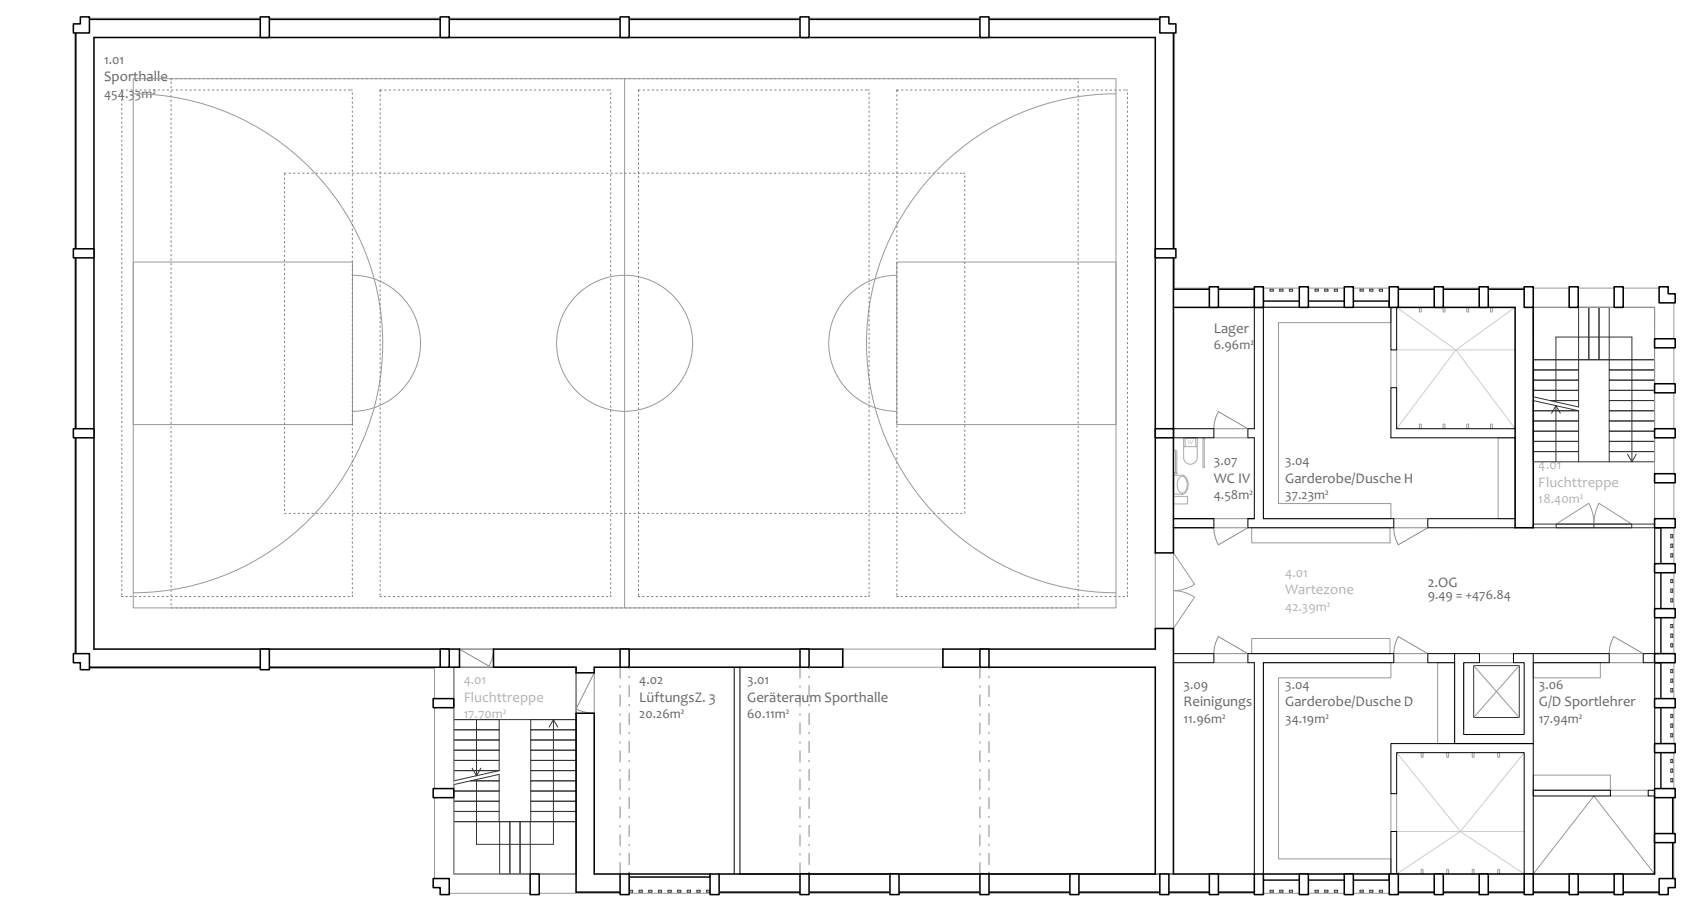 1.01
Sporthalle
454.33m²
Lager
6.96m²
3.07
WC IV
4.58m²
3.04
Garderobe/Dusche H
37.23m²
4.01
Fluchttreppe
18.40m²
4.01
Wartezone
42.39m²
2.OG
9.49 = +476.84
4.01
Fluchttreppe
17.70m²
4.02
LüftungsZ. 3
20.26m²
3.01
Geräteraum Sporthalle
60.11m²
3.09
Reinigungs
11.96m²
3.04
Garderobe/Dusche D
34.19m²
3.06
G/D Sportlehrer
17.94m²